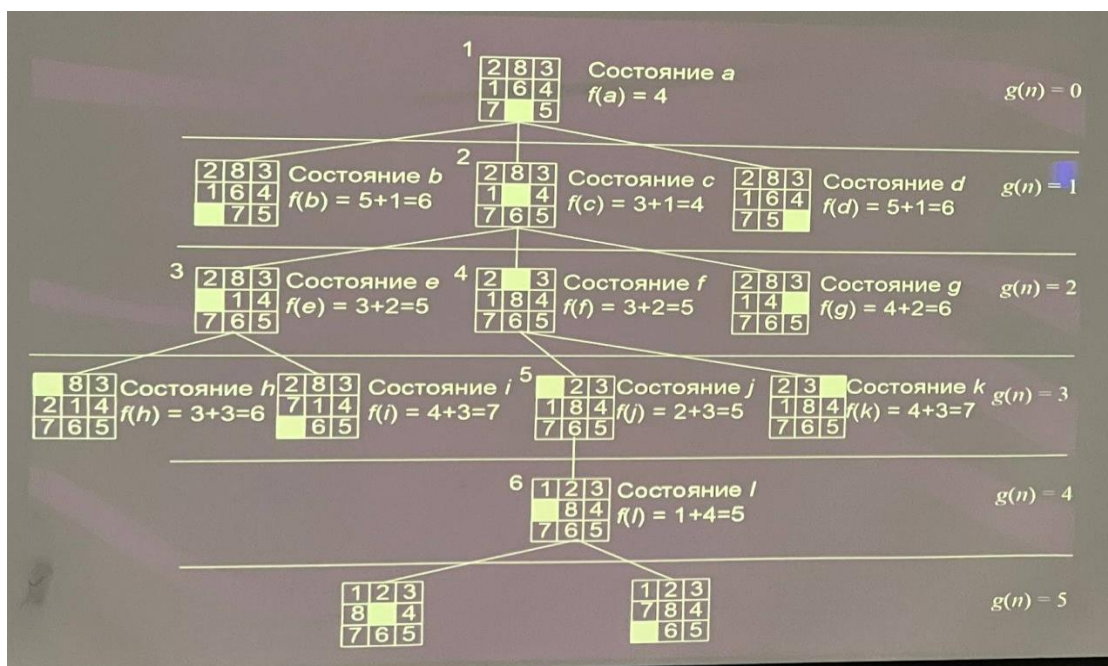 1
2 8 3
1 6 4
7 5
Состояние a
f(a) = 4
g(n) = 0
2 8 3
1 6 4
7 5
Состояние b
f(b) = 5+1=6
2
2 8 3
1 4
7 6 5
Состояние c
f(c) = 3+1=4
2 8 3
1 6 4
7 5
Состояние d
f(d) = 5+1=6
g(n) = 1
3
2 8 3
1 4
7 6 5
Состояние e
f(e) = 3+2=5
4
2 3
1 8 4
7 6 5
Состояние f
f(f) = 3+2=5
2 8 3
1 4
7 6 5
Состояние g
f(g) = 4+2=6
g(n) = 2
8 3
2 1 4
7 6 5
Состояние h
f(h) = 3+3=6
2 8 3
7 1 4
6 5
Состояние i
f(i) = 4+3=7
5
2 3
1 8 4
7 6 5
Состояние j
f(j) = 2+3=5
2 3
1 8 4
7 6 5
Состояние k
f(k) = 4+3=7
g(n) = 3
6
1 2 3
8 4
7 6 5
Состояние l
f(l) = 1+4=5
g(n) = 4
1 2 3
8 4
7 6 5
1 2 3
7 8 4
6 5
g(n) = 5